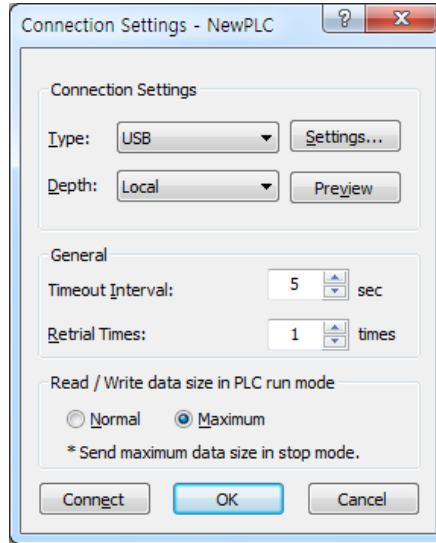 Connection Settings - NewPLC
Connection Settings
Type: USB Settings...
Depth: Local Preview
General
Timeout Interval: 5 sec
Retrial Times: 1 times
Read / Write data size in PLC run mode
Normal Maximum
* Send maximum data size in stop mode.
Connect OK Cancel